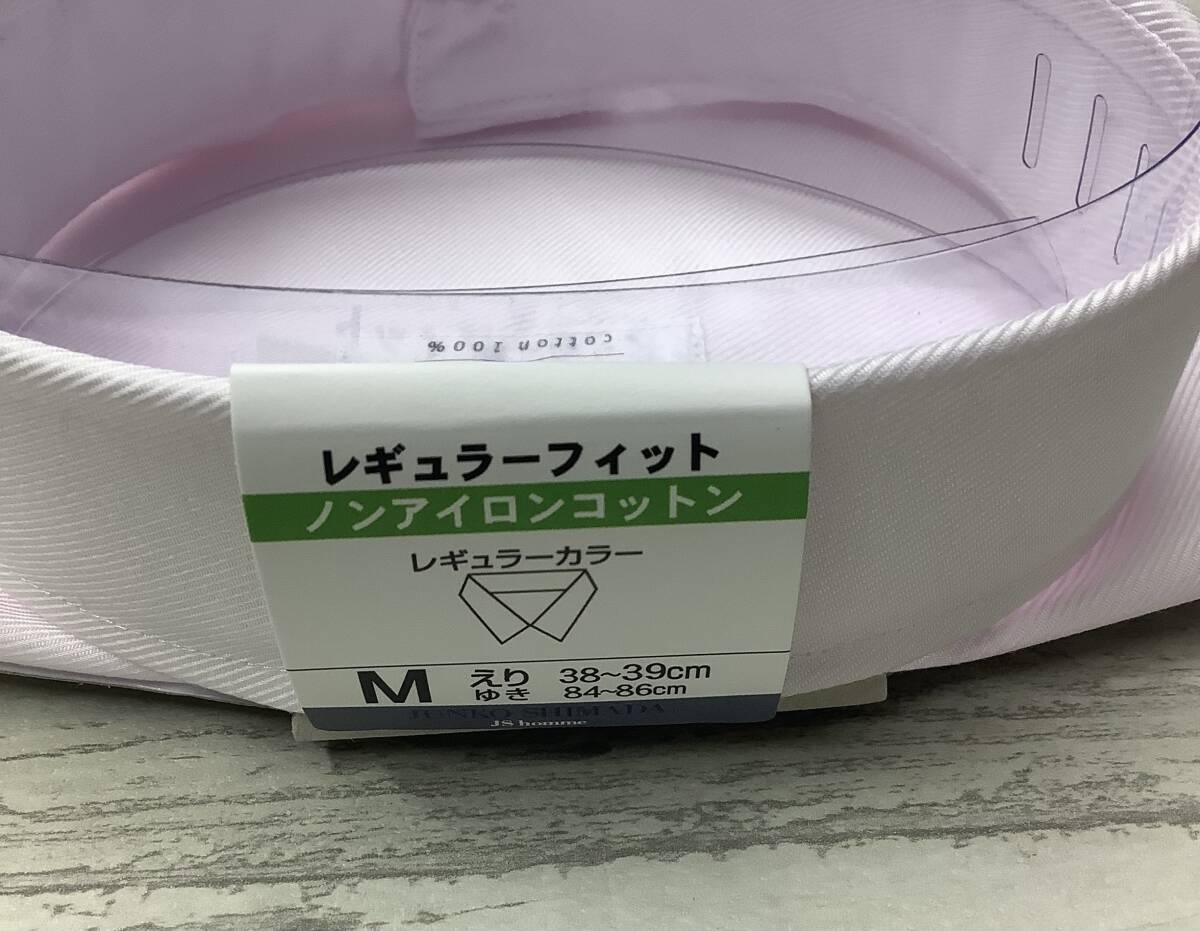 cotton 100%
レギュラーフィット
ノンアイロンコットン
レギュラーカラー
M えり 38~39cm
ゆき 84~86cm
JUNKO SHIMADA
JS homme